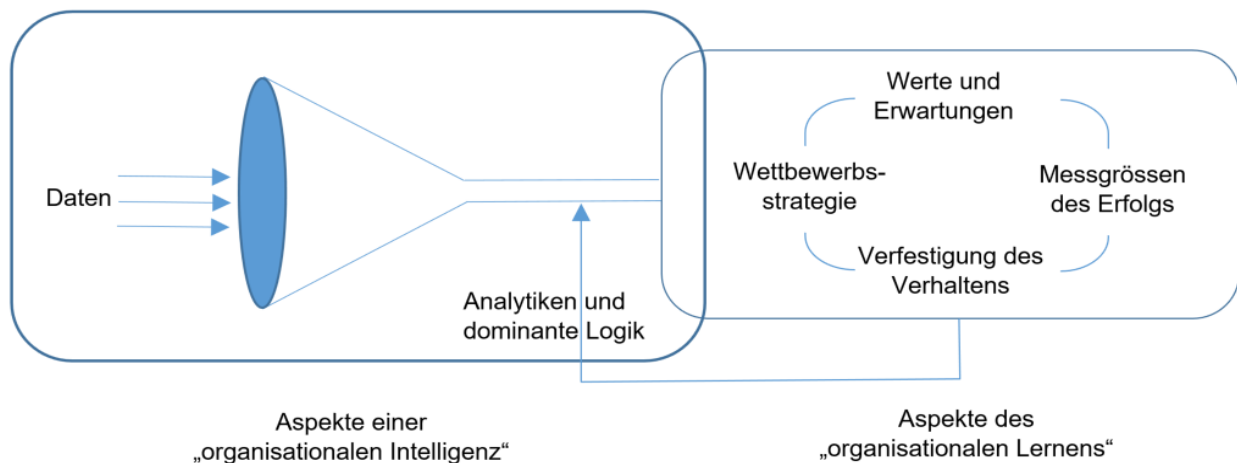 Daten
Analytiken und
dominante Logik
Werte und
Erwartungen
Wettbewerbs-
strategie
Messgrössen
des Erfolgs
Verfestigung des
Verhaltens
Aspekte einer
„organisationalen Intelligenz“
Aspekte des
„organisationalen Lernens“